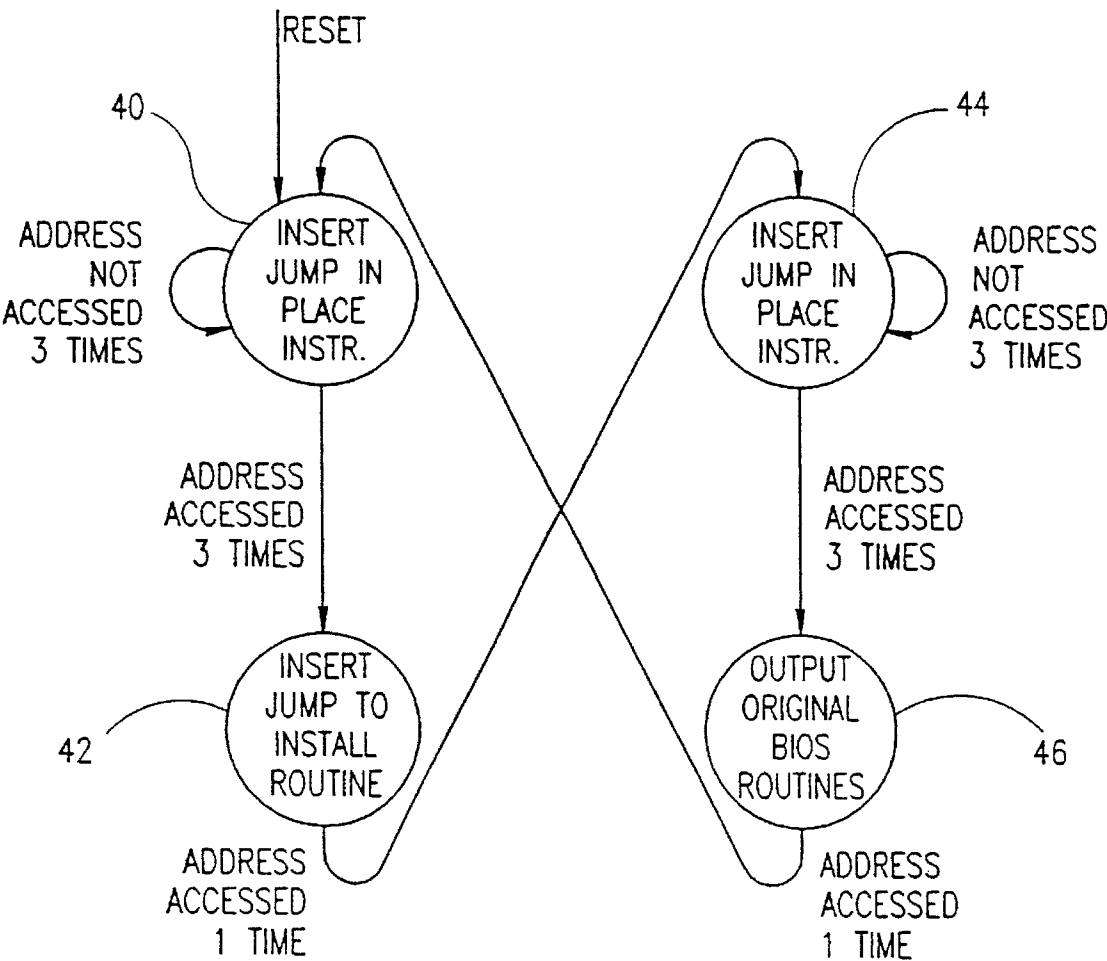 RESET
40
44
ADDRESS
NOT
ACCESSED
3 TIMES
INSERT
JUMP IN
PLACE
INSTR.
INSERT
JUMP IN
PLACE
INSTR.
ADDRESS
NOT
ACCESSED
3 TIMES
ADDRESS
ACCESSED
3 TIMES
ADDRESS
ACCESSED
3 TIMES
42
INSERT
JUMP TO
INSTALL
ROUTINE
OUTPUT
ORIGINAL
BIOS
ROUTINES
46
ADDRESS
ACCESSED
1 TIME
ADDRESS
ACCESSED
1 TIME